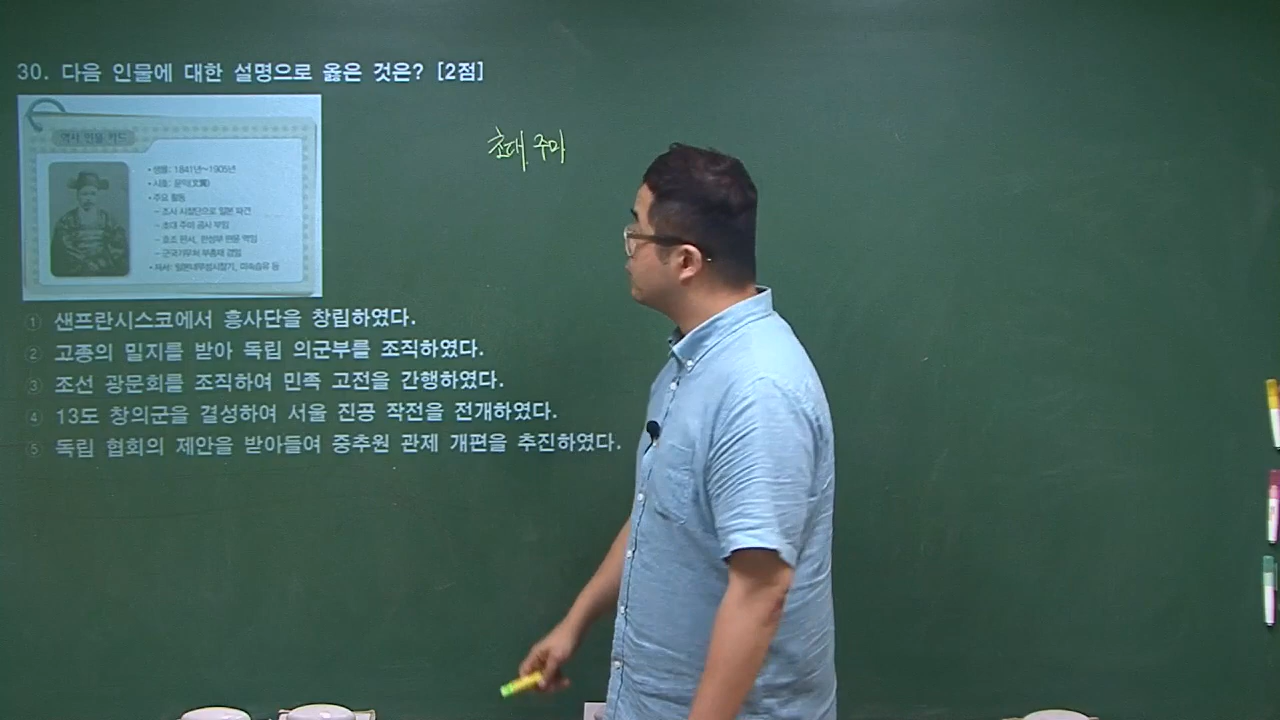 30. 다음 인물에 대한 설명으로 옳은 것은? [2점]
초대 주미
역사 인물 카드
• 생몰: 1841년~1905년
• 시호: 문익(文翼)
• 주요 활동
– 조사 시찰단으로 일본 파견
– 초대 주미 공사 부임
– 호조 판서, 한성부 판윤 역임
– 군국기무처 부총재 겸임
• 저서: 일본내무성시찰기, 미속습유 등
① 샌프란시스코에서 흥사단을 창립하였다.
② 고종의 밀지를 받아 독립 의군부를 조직하였다.
③ 조선 광문회를 조직하여 민족 고전을 간행하였다.
④ 13도 창의군을 결성하여 서울 진공 작전을 전개하였다.
⑤ 독립 협회의 제안을 받아들여 중추원 관제 개편을 추진하였다.